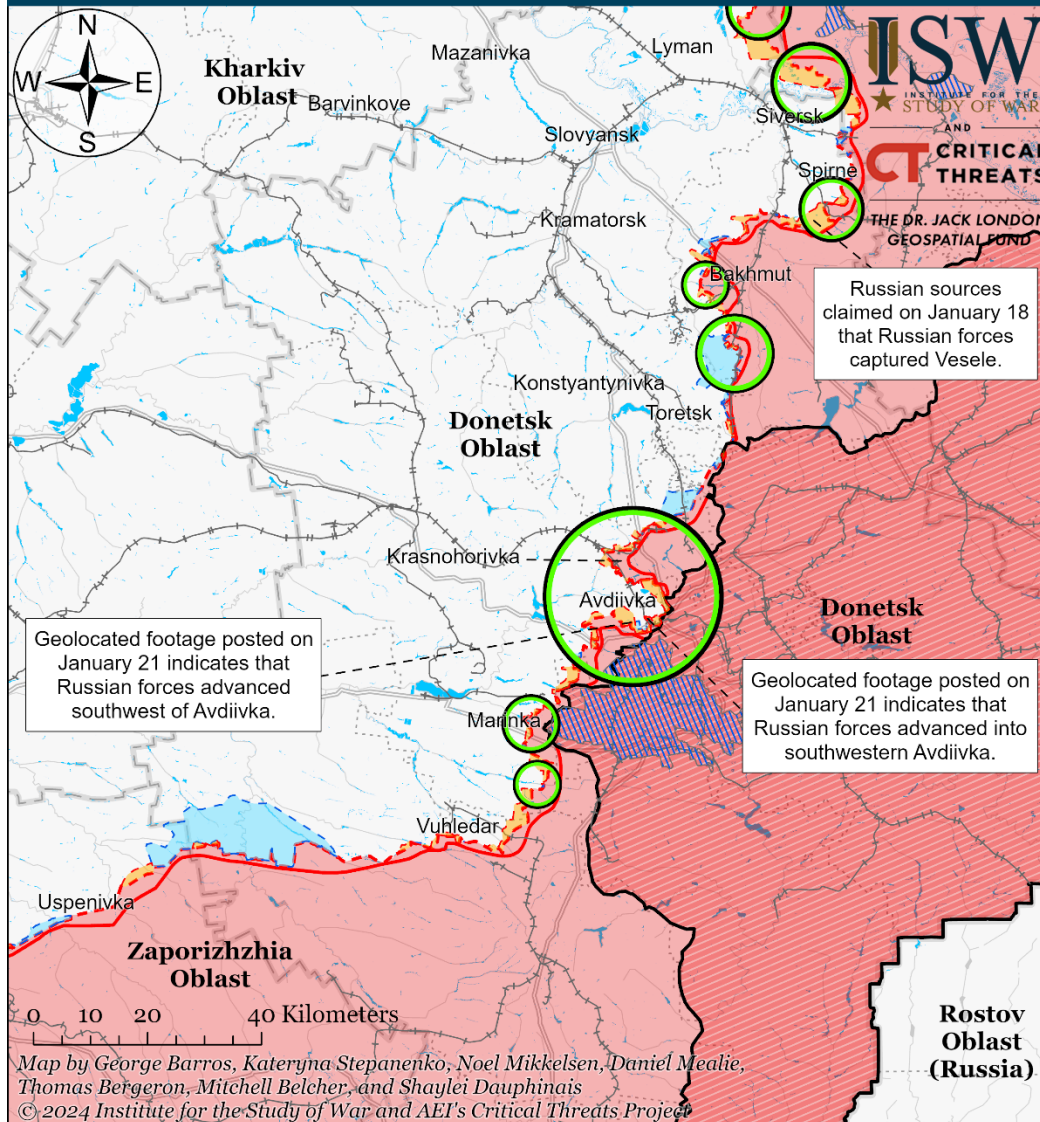 N
W
E
S
Mazanivka
Lyman
Kharkiv
Oblast
Barvinkove
Slovyansk
Siversk
Spirne
Kramatorsk
Bakhmut
ISW
INSTITUTE FOR THE
STUDY OF WAR
AND
CT CRITICAL
THREATS
THE DR. JACK LONDON
GEOSPATIAL FUND
Russian sources
claimed on January 18
that Russian forces
captured Vesele.
Konstyantynivka
Toretsk
Donetsk
Oblast
Krasnohorivka
Avdiivka
Donetsk
Oblast
Geolocated footage posted on
January 21 indicates that
Russian forces advanced
southwest of Avdiivka.
Geolocated footage posted on
January 21 indicates that
Russian forces advanced into
southwestern Avdiivka.
Marinka
Vuhledar
Uspenivka
Zaporizhzhia
Oblast
0 10 20 40 Kilometers
Rostov
Oblast
(Russia)
Map by George Barros, Kateryna Stepanenko, Noel Mikkelsen, Daniel Mealie,
Thomas Bergeron, Mitchell Belcher, and Shaylei Dauphinais
© 2024 Institute for the Study of War and AEI's Critical Threats Project